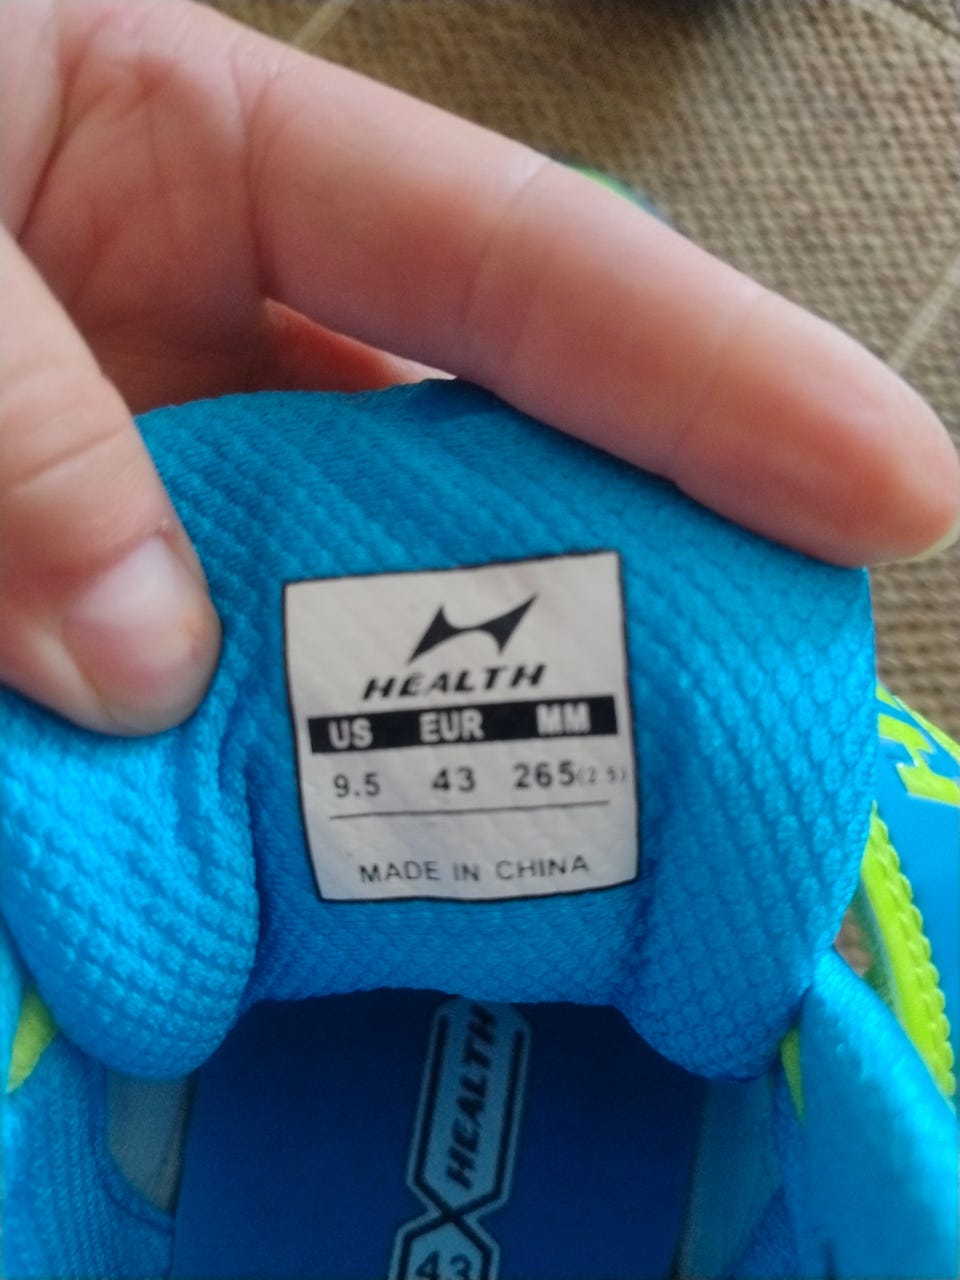 HEALTH
US EUR MM
9.5 43 265(2.5)
MADE IN CHINA
HEALTH
43